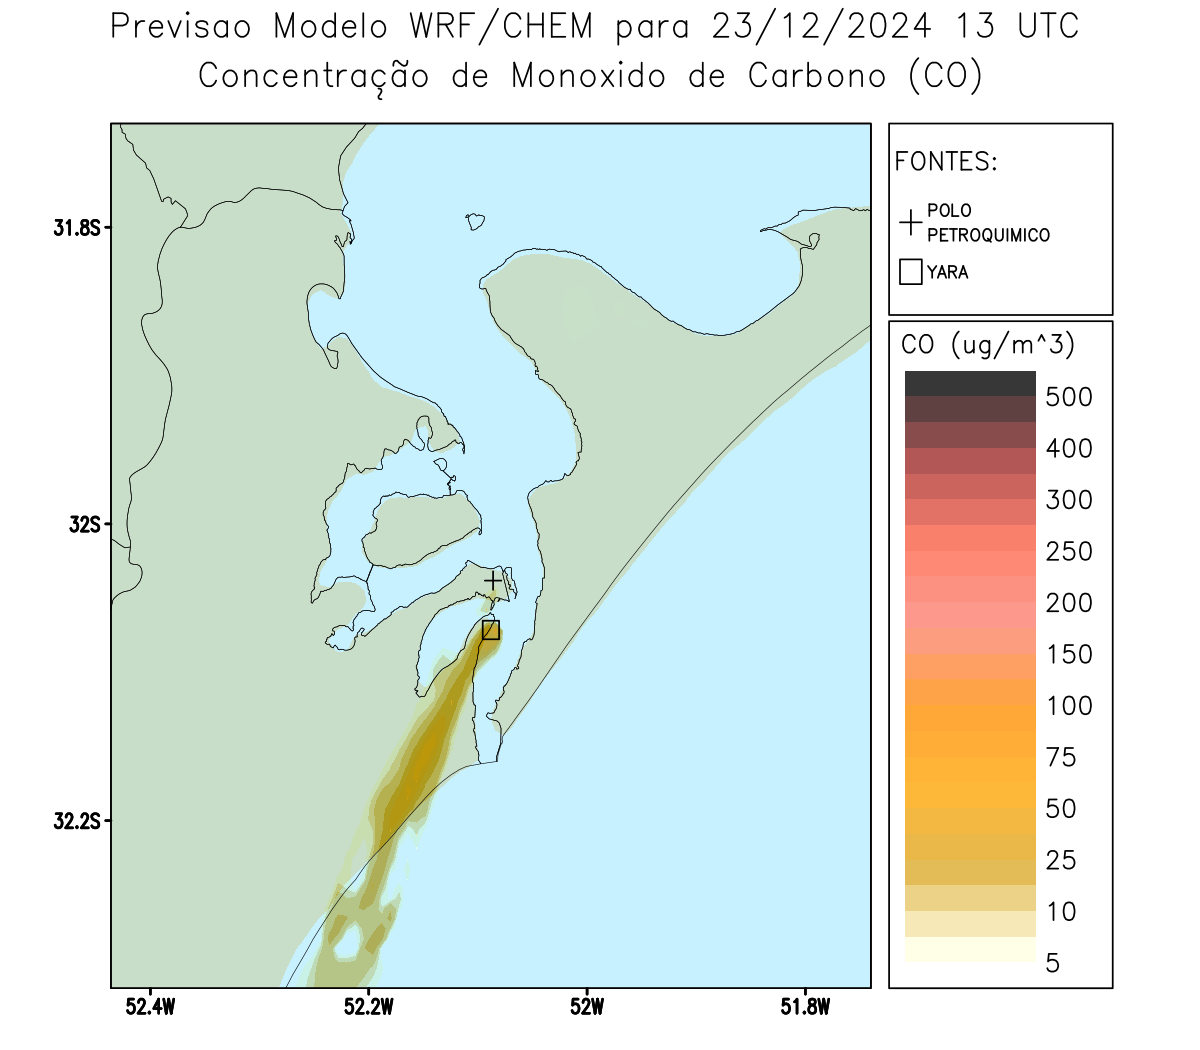 Previsao Modelo WRF/CHEM para 23/12/2024 13 UTC
Concentração de Monoxido de Carbono (CO)
FONTES:
POLO
PETROQUIMICO
YARA
CO (ug/m^3)
500
400
300
250
200
150
100
75
50
25
10
5
31.8S
32S
32.2S
52.4W
52.2W
52W
51.8W